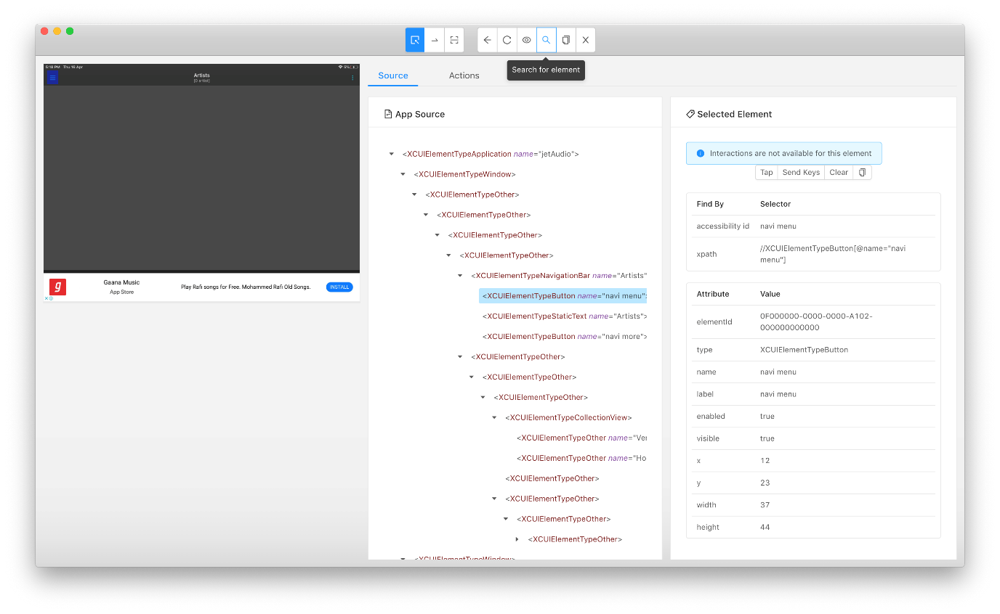 Search for element
5:18 PM Thu 16 Apr
5%
Artists
[0 artist]
Gaana Music
App Store
Play Rafi songs for Free. Mohammed Rafi Old Songs.
INSTALL
Source
Actions
App Source
<XCUIElementTypeApplication name="jetAudio">
<XCUIElementTypeWindow>
<XCUIElementTypeOther>
<XCUIElementTypeOther>
<XCUIElementTypeOther>
<XCUIElementTypeOther>
<XCUIElementTypeNavigationBar name="Artists"
<XCUIElementTypeButton name="navi menu">
<XCUIElementTypeStaticText name="Artists">
<XCUIElementTypeButton name="navi more">
<XCUIElementTypeOther>
<XCUIElementTypeOther>
<XCUIElementTypeOther>
<XCUIElementTypeCollectionView>
<XCUIElementTypeOther name="Ver
<XCUIElementTypeOther name="Ho
<XCUIElementTypeOther>
<XCUIElementTypeOther>
<XCUIElementTypeOther>
<XCUIElementTypeOther>
<XCUIElementTypeWindow>
Selected Element
Interactions are not available for this element
Tap Send Keys Clear
Find By Selector
accessibility id navi menu
xpath //XCUIElementTypeButton[@name="navi
menu"]
Attribute Value
elementId 0F000000-0000-0000-A102-
000000000000
type XCUIElementTypeButton
name navi menu
label navi menu
enabled true
visible true
x 12
y 23
width 37
height 44